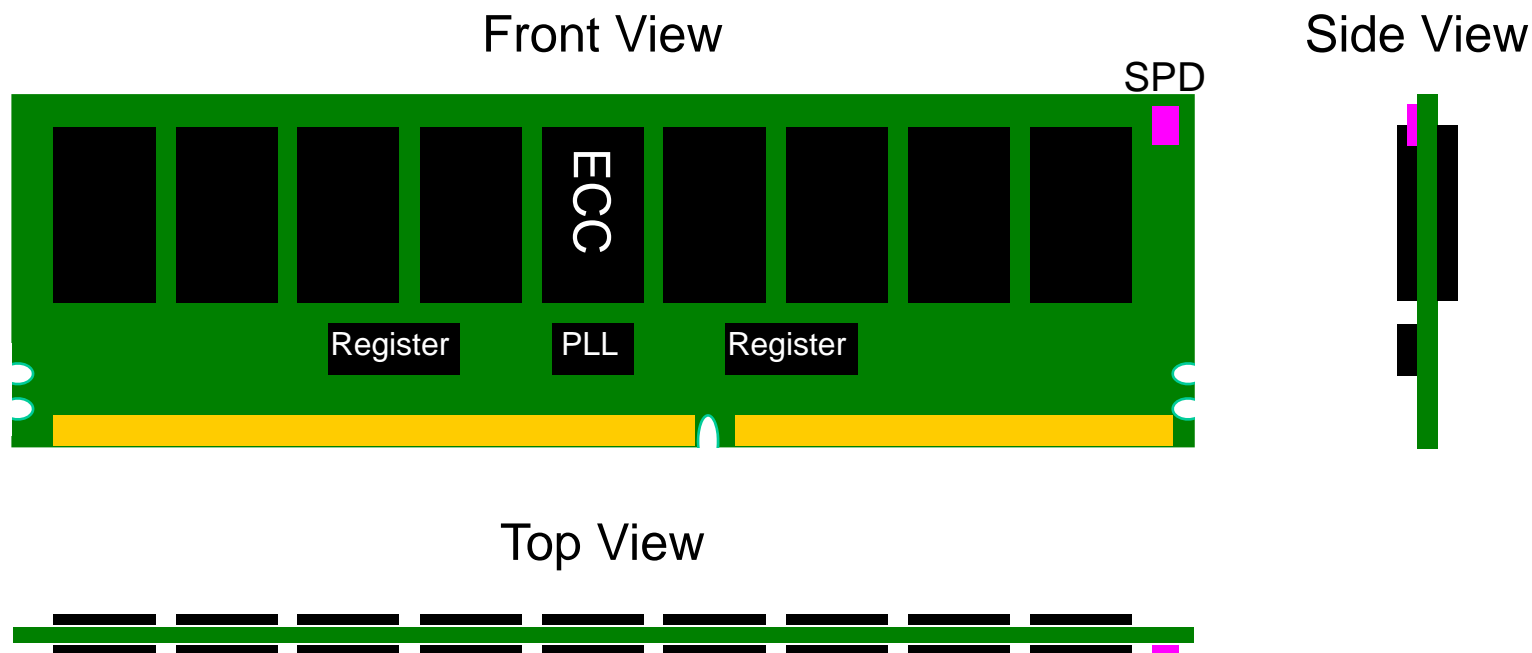 Front View
Side View
SPD
ECC
Register
PLL
Register
Top View